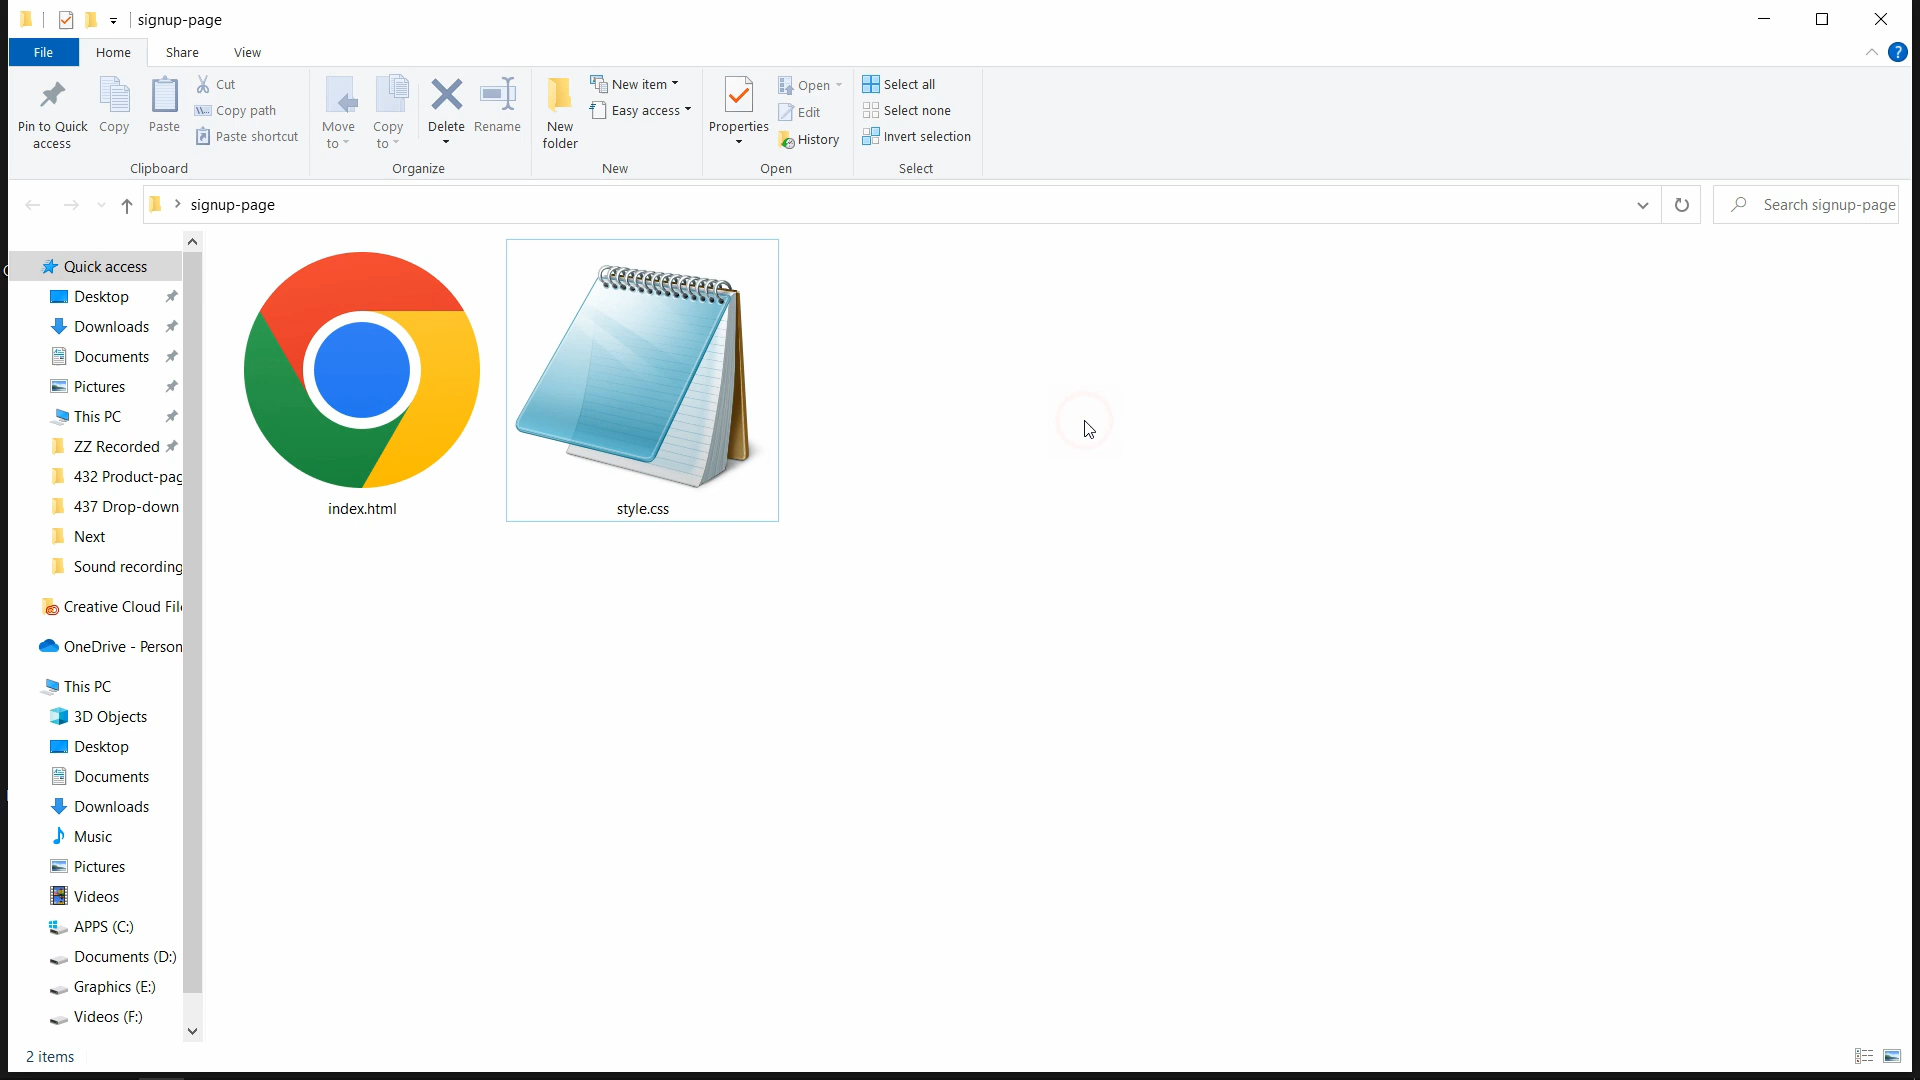 signup-page
File
Home
Share
View
Pin to Quick
access
Copy
Paste
Cut
Copy path
Paste shortcut
Clipboard
Move
to
Copy
to
Delete
Rename
Organize
New
folder
New item
Easy access
New
Properties
Open
Edit
History
Open
Select all
Select none
Invert selection
Select
signup-page
Search signup-page
Quick access
Desktop
Downloads
Documents
Pictures
This PC
ZZ Recorded
432 Product-pag
437 Drop-down
Next
Sound recording
Creative Cloud Fil
OneDrive - Person
This PC
3D Objects
Desktop
Documents
Downloads
Music
Pictures
Videos
APPS (C:)
Documents (D:)
Graphics (E:)
Videos (F:)
index.html
style.css
2 items